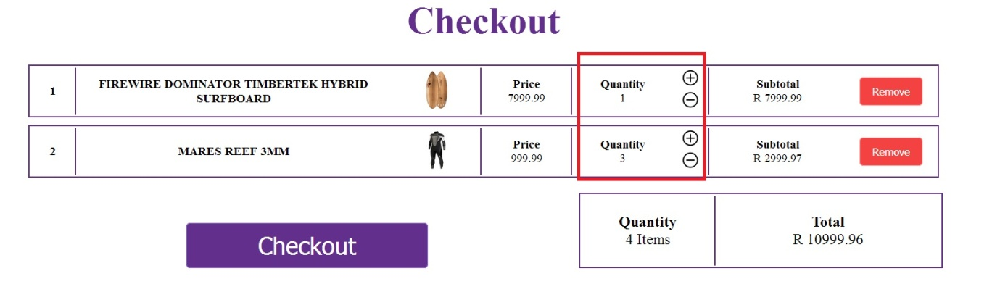 Checkout
1
FIREWIRE DOMINATOR TIMBERTEK HYBRID
SURFBOARD
Price
7999.99
Quantity
1
Subtotal
R 7999.99
Remove
2
MARES REEF 3MM
Price
999.99
Quantity
3
Subtotal
R 2999.97
Remove
Checkout
Quantity
4 Items
Total
R 10999.96